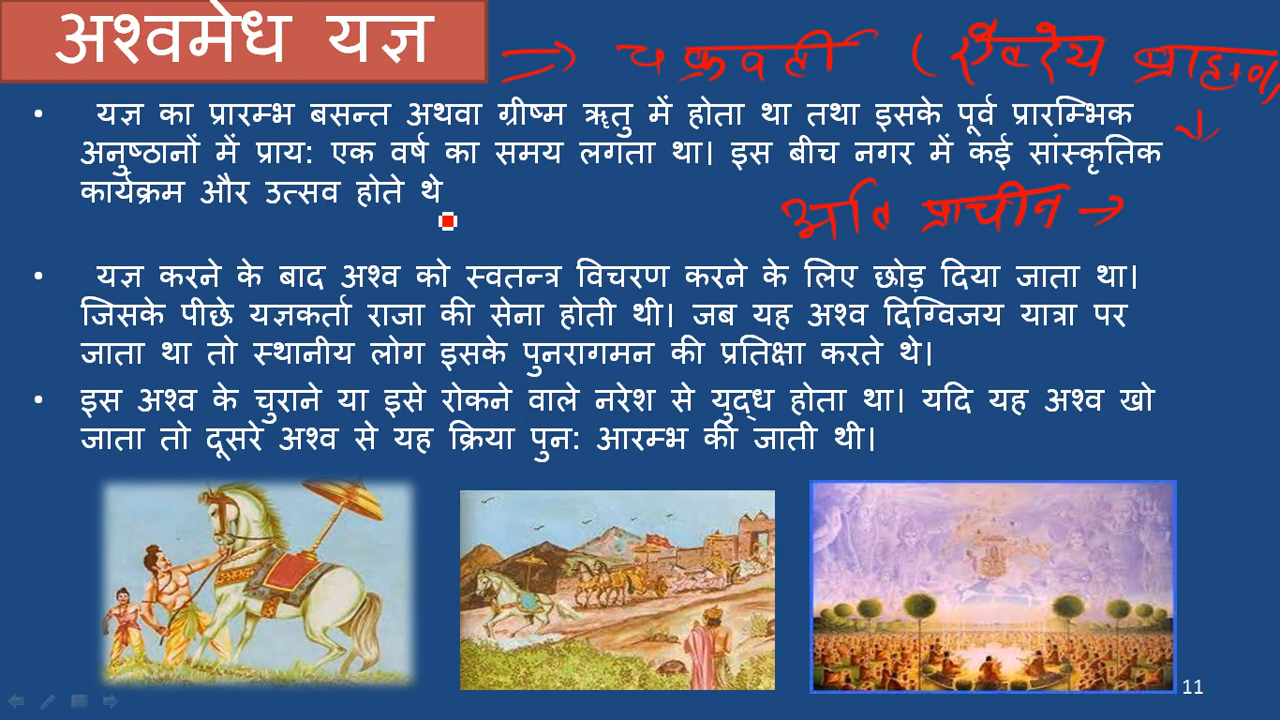 अश्वमेध यज्ञ
चक्रवर्ती (ऐतरेय ब्राह्मण)
• यज्ञ का प्रारम्भ बसन्त अथवा ग्रीष्म ॠतु में होता था तथा इसके पूर्व प्रारम्भिक
अनुष्ठानों में प्राय: एक वर्ष का समय लगता था। इस बीच नगर में कई सांस्कृतिक
कार्यक्रम और उत्सव होते थे
अति प्राचीन
• यज्ञ करने के बाद अश्व को स्वतन्त्र विचरण करने के लिए छोड़ दिया जाता था।
जिसके पीछे यज्ञकर्ता राजा की सेना होती थी। जब यह अश्व दिग्विजय यात्रा पर
जाता था तो स्थानीय लोग इसके पुनरागमन की प्रतिक्षा करते थे।
• इस अश्व के चुराने या इसे रोकने वाले नरेश से युद्ध होता था। यदि यह अश्व खो
जाता तो दूसरे अश्व से यह क्रिया पुन: आरम्भ की जाती थी।
11